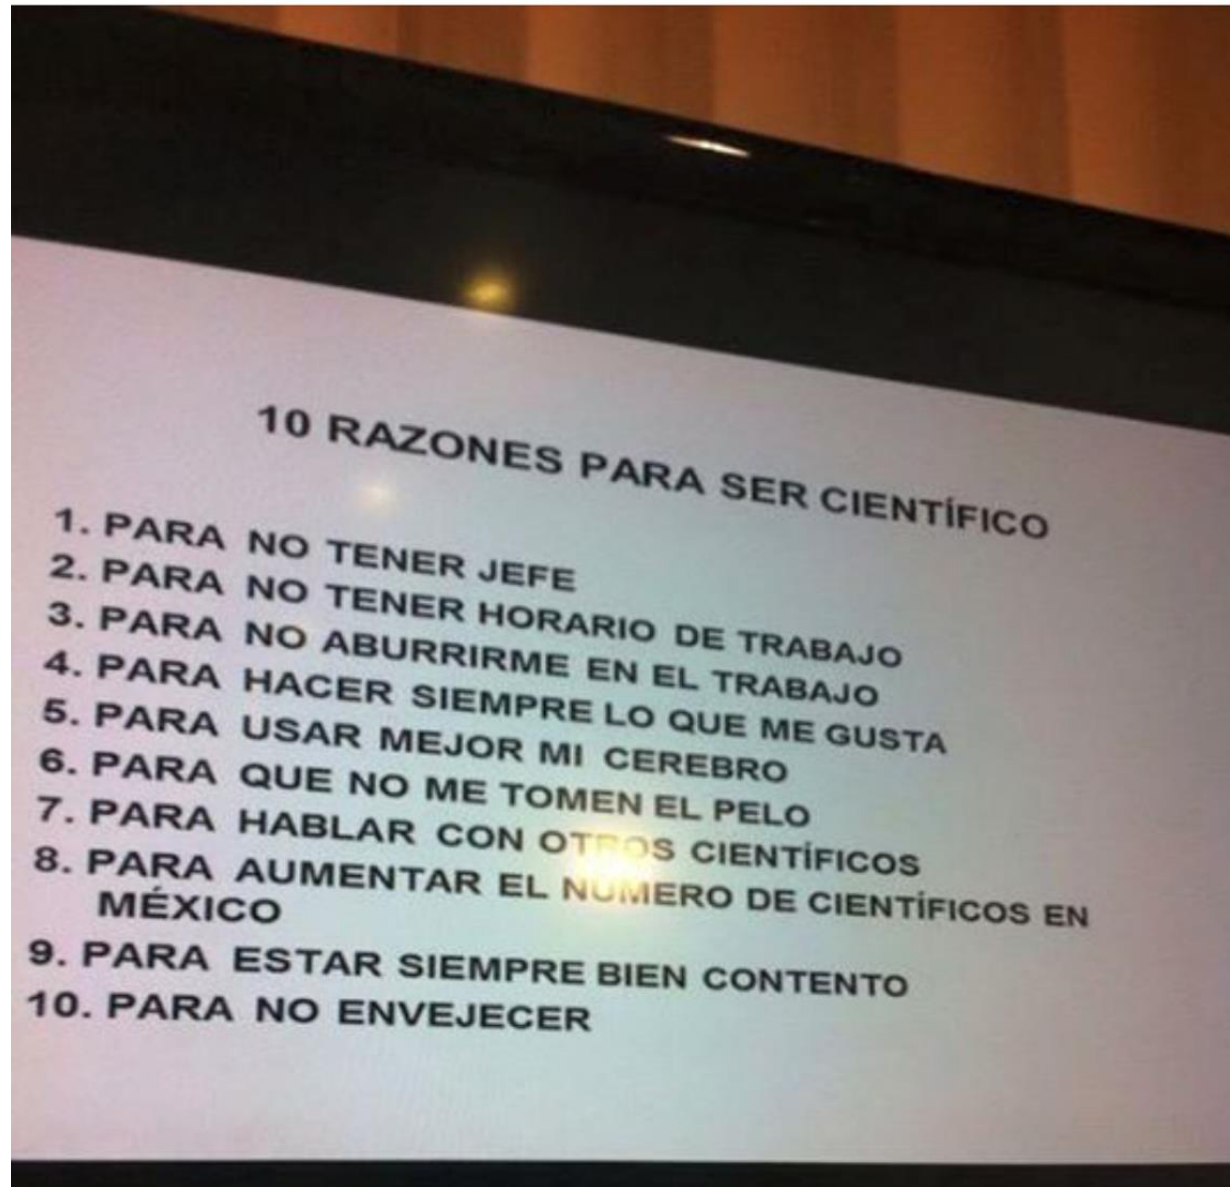 10 RAZONES PARA SER CIENTÍFICO
1. PARA NO TENER JEFE
2. PARA NO TENER HORARIO DE TRABAJO
3. PARA NO ABURRIRME EN EL TRABAJO
4. PARA HACER SIEMPRE LO QUE ME GUSTA
5. PARA USAR MEJOR MI CEREBRO
6. PARA QUE NO ME TOMEN EL PELO
7. PARA HABLAR CON OTROS CIENTÍFICOS
8. PARA AUMENTAR EL NÚMERO DE CIENTÍFICOS EN
MÉXICO
9. PARA ESTAR SIEMPRE BIEN CONTENTO
10. PARA NO ENVEJECER